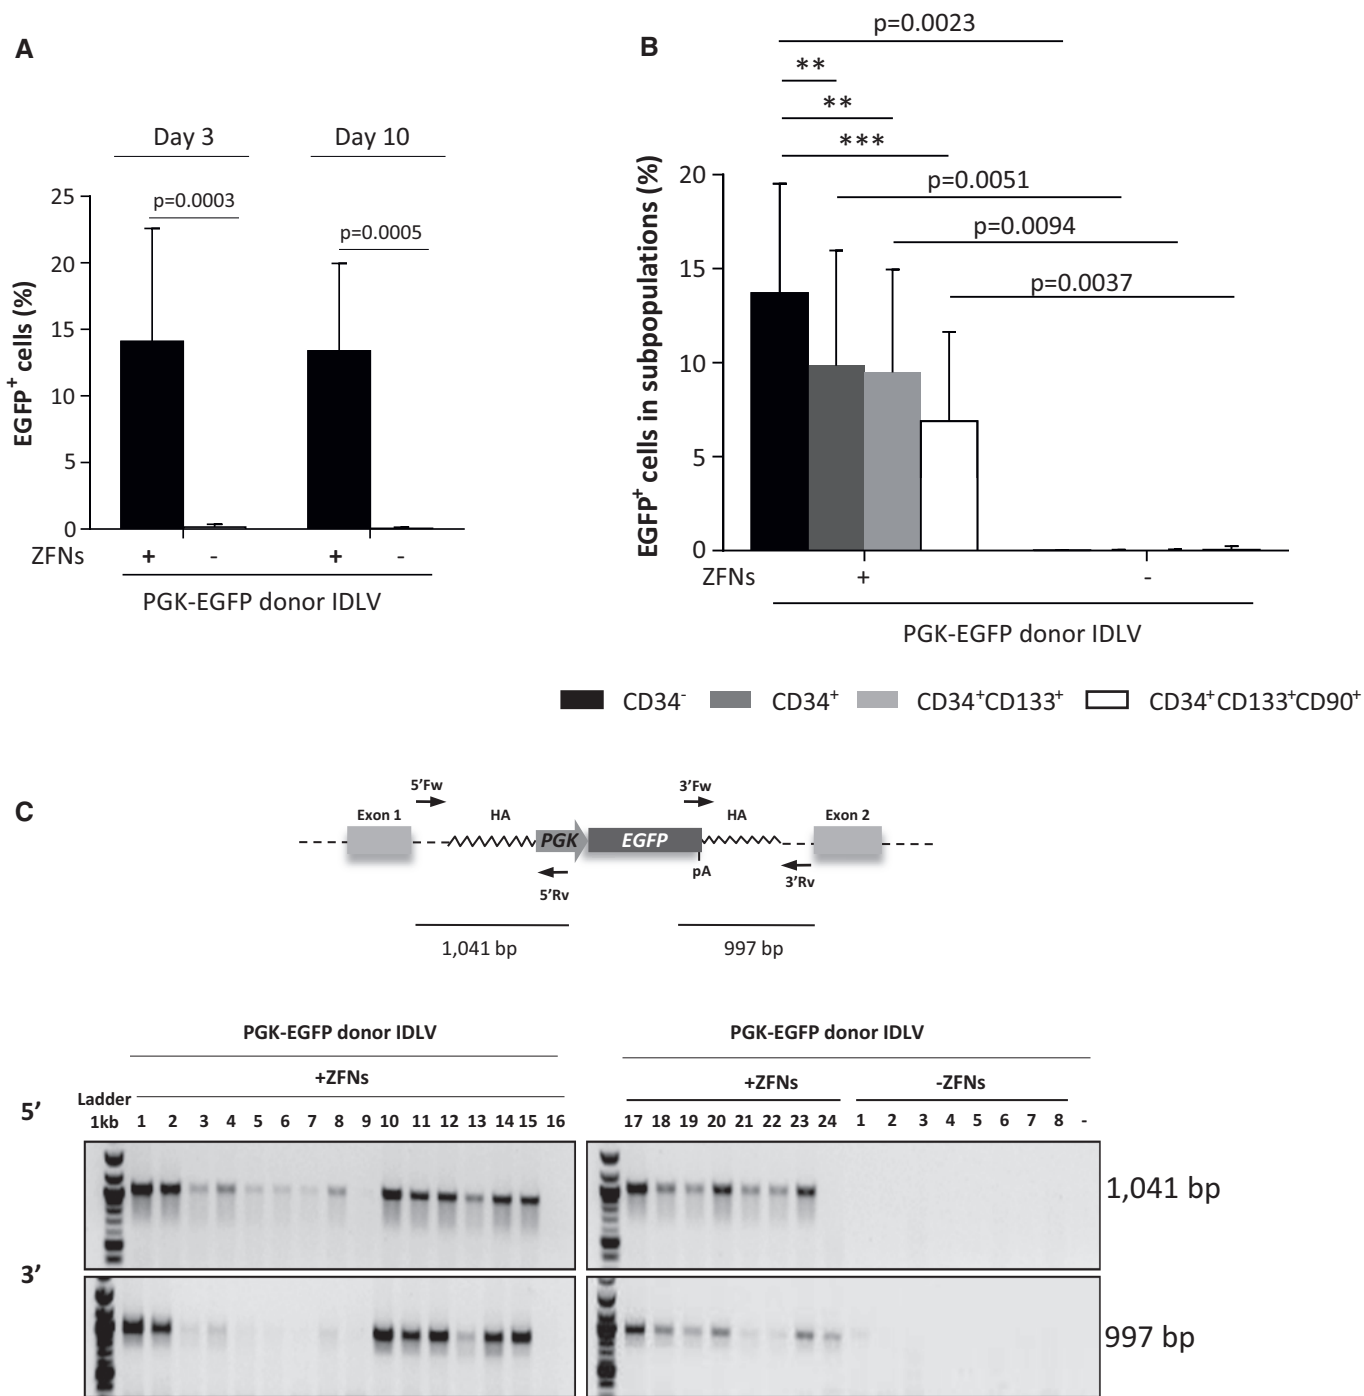 A
Day 3
Day 10
p=0.0003
p=0.0005
EGFP+ cells (%)
25
20
15
10
5
0
ZFNs
+
-
+
-
PGK-EGFP donor IDLV
B
p=0.0023
**
**
***
p=0.0051
p=0.0094
p=0.0037
EGFP+ cells in subpopulations (%)
20
15
10
5
0
ZFNs
+
-
PGK-EGFP donor IDLV
CD34-
CD34+
CD34+CD133+
CD34+CD133+CD90+
C
5'Fw
3'Fw
Exon 1
HA
HA
Exon 2
PGK
EGFP
pA
5'Rv
3'Rv
1,041 bp
997 bp
PGK-EGFP donor IDLV
PGK-EGFP donor IDLV
+ZFNs
+ZFNs
-ZFNs
5'
Ladder
1kb
1 2 3 4 5 6 7 8 9 10 11 12 13 14 15 16
17 18 19 20 21 22 23 24 1 2 3 4 5 6 7 8 -
1,041 bp
3'
997 bp